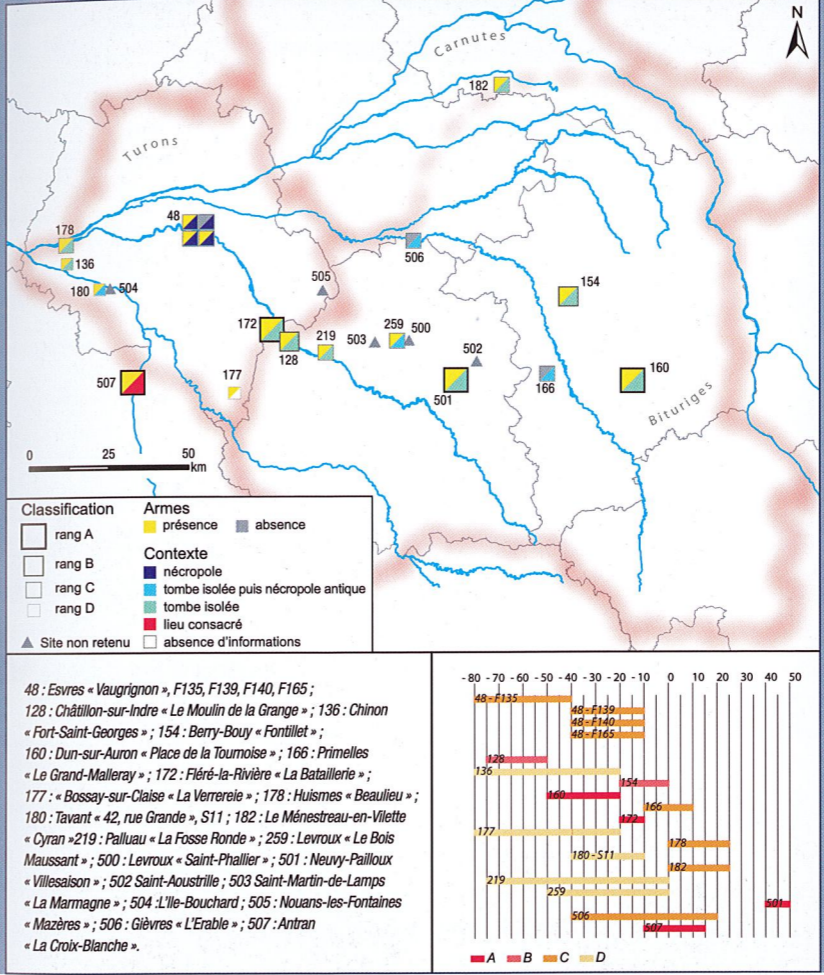 N
Carnutes
182
Turons
178
48
136
506
180
504
505
154
172
128
219
503
259
500
502
507
177
501
166
160
Bituriges
0 25 50
km
Classification
rang A
rang B
rang C
rang D
Site non retenu
Armes
présence
absence
Contexte
nécropole
tombe isolée puis nécropole antique
tombe isolée
lieu consacré
absence d'informations
48 : Esvres « Vaugrignon », F135, F139, F140, F165 ;
128 : Châtillon-sur-Indre « Le Moulin de la Grange » ; 136 : Chinon
« Fort-Saint-Georges » ; 154 : Berry-Bouy « Fontillet » ;
160 : Dun-sur-Auron « Place de la Tournoise » ; 166 : Primelles
« Le Grand-Malleray » ; 172 : Fléré-la-Rivière « La Bataillerie » ;
177 : « Bossay-sur-Claise « La Verrereie » ; 178 : Huismes « Beaulieu » ;
180 : Tavant « 42, rue Grande », S11 ; 182 : Le Ménestreau-en-Vilette
« Cyran »219 : Palluau « La Fosse Ronde » ; 259 : Levroux « Le Bois
Maussant » ; 500 : Levroux « Saint-Phallier » ; 501 : Neuvy-Pailloux
« Villesaison » ; 502 Saint-Aoustrille ; 503 Saint-Martin-de-Lamps
« La Marmagne » ; 504 :L'Ile-Bouchard ; 505 : Nouans-les-Fontaines
« Mazères » ; 506 : Gièvres « L'Erable » ; 507 : Antran
« La Croix-Blanche ».
-80 -70 -60 -50 -40 -30 -20 -10 0 10 20 30 40 50
48 - F135
48 - F139
48 - F140
48 - F165
128
136
154
160
166
172
177
178
180 - S11
182
219
259
501
506
507
A B C D